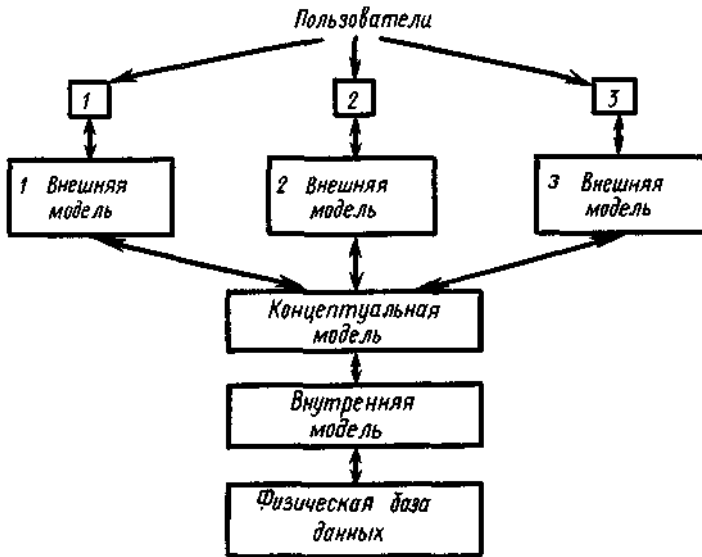 Пользователи
1
2
3
1 Внешняя
модель
2 Внешняя
модель
3 Внешняя
модель
Концептуальная
модель
Внутренняя
модель
Физическая база
данных